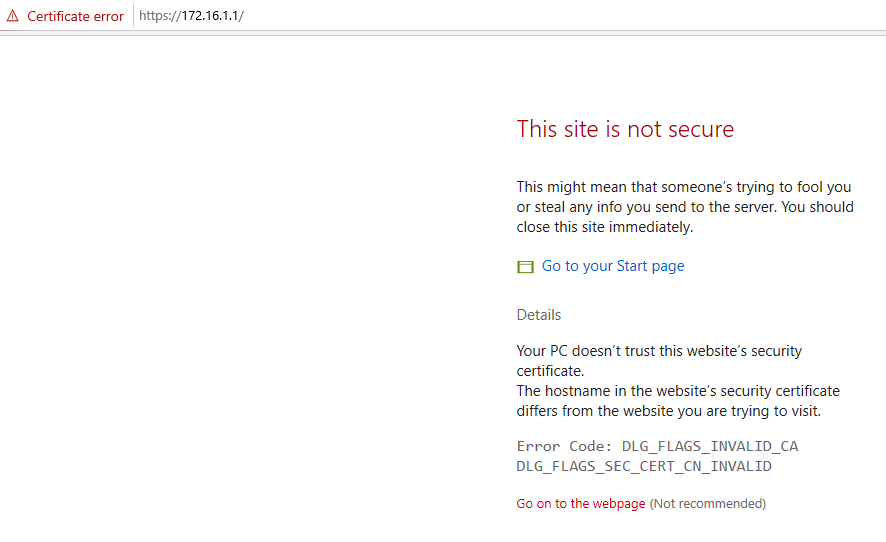 Certificate error https://172.16.1.1/
This site is not secure
This might mean that someone’s trying to fool you
or steal any info you send to the server. You should
close this site immediately.
Go to your Start page
Details
Your PC doesn’t trust this website’s security
certificate.
The hostname in the website’s security certificate
differs from the website you are trying to visit.
Error Code: DLG_FLAGS_INVALID_CA
DLG_FLAGS_SEC_CERT_CN_INVALID
Go on to the webpage (Not recommended)